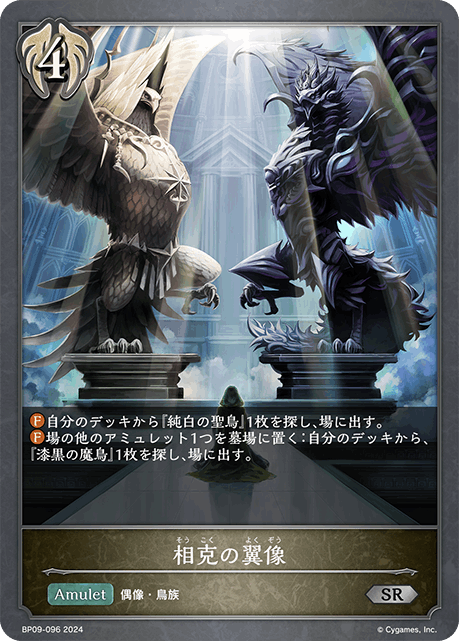 4
F自分のデッキから『純白の聖鳥』1枚を探し、場に出す。
F場の他のアミュレット1つを墓場に置く：自分のデッキから、
『漆黒の魔鳥』1枚を探し、場に出す。
そうこく よくぞう
相克の翼像
Amulet 偶像・鳥族 SR
BP09-096 2024 © Cygames, Inc.